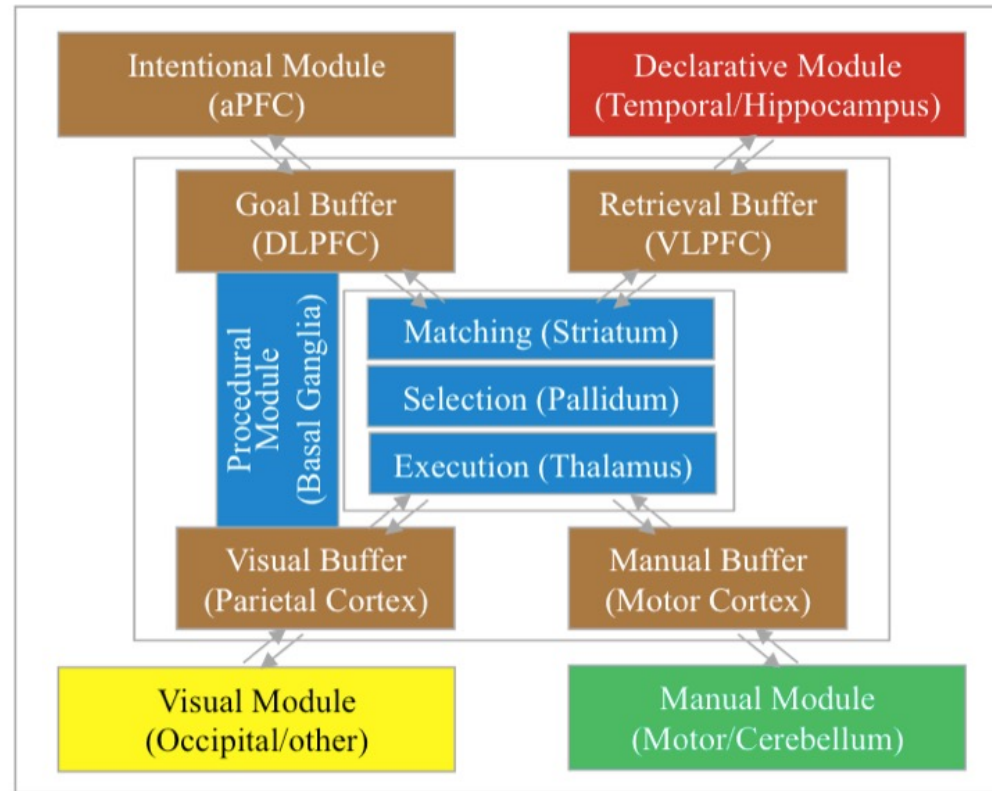 Intentional Module
(aPFC)
Declarative Module
(Temporal/Hippocampus)
Goal Buffer
(DLPFC)
Retrieval Buffer
(VLPFC)
Procedural
Module
(Basal Ganglia)
Matching (Striatum)
Selection (Pallidum)
Execution (Thalamus)
Visual Buffer
(Parietal Cortex)
Manual Buffer
(Motor Cortex)
Visual Module
(Occipital/other)
Manual Module
(Motor/Cerebellum)